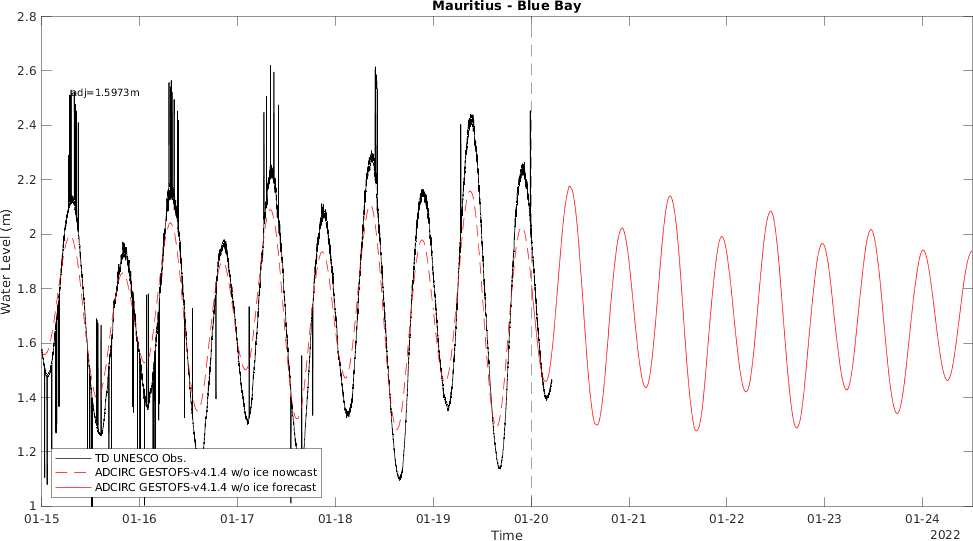 Mauritius - Blue Bay
2.8
2.6
2.4
2.2
2
1.8
1.6
1.4
1.2
1
Water Level (m)
adj=1.5973m
TD UNESCO Obs.
ADCIRC GESTOFS-v4.1.4 w/o ice nowcast
ADCIRC GESTOFS-v4.1.4 w/o ice forecast
01-15 01-16 01-17 01-18 01-19 01-20 01-21 01-22 01-23 01-24
Time
2022